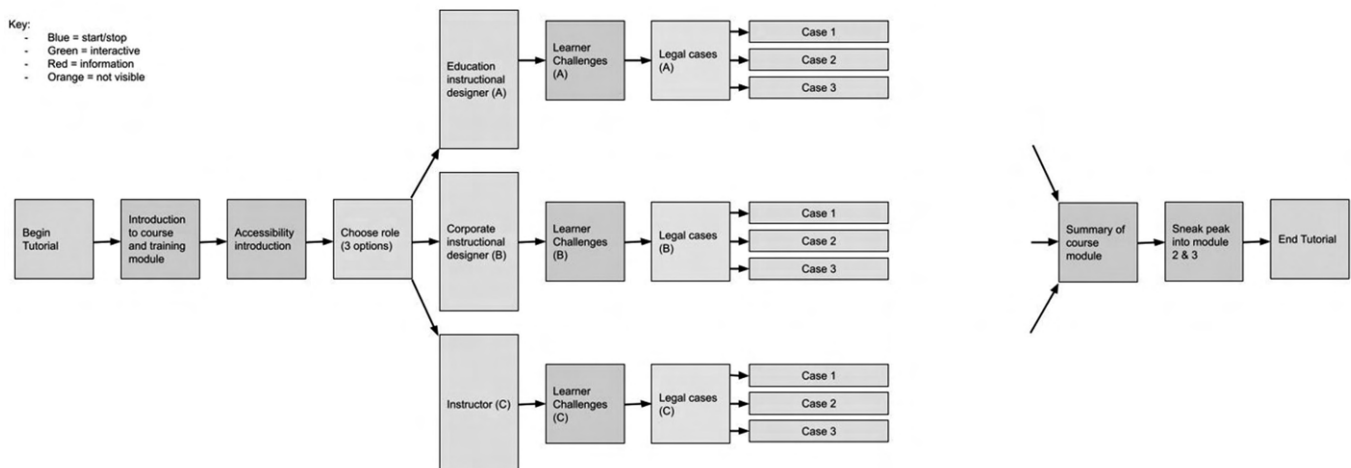 Key:
- Blue = start/stop
- Green = interactive
- Red = information
- Orange = not visible
Begin
Tutorial
Introduction
to course
and training
module
Accessibility
introduction
Choose role
(3 options)
Education
instructional
designer (A)
Learner
Challenges
(A)
Legal cases
(A)
Case 1
Case 2
Case 3
Corporate
instructional
designer (B)
Learner
Challenges
(B)
Legal cases
(B)
Case 1
Case 2
Case 3
Instructor (C)
Learner
Challenges
(C)
Legal cases
(C)
Case 1
Case 2
Case 3
Summary of
course
module
Sneak peak
into module
2 & 3
End Tutorial